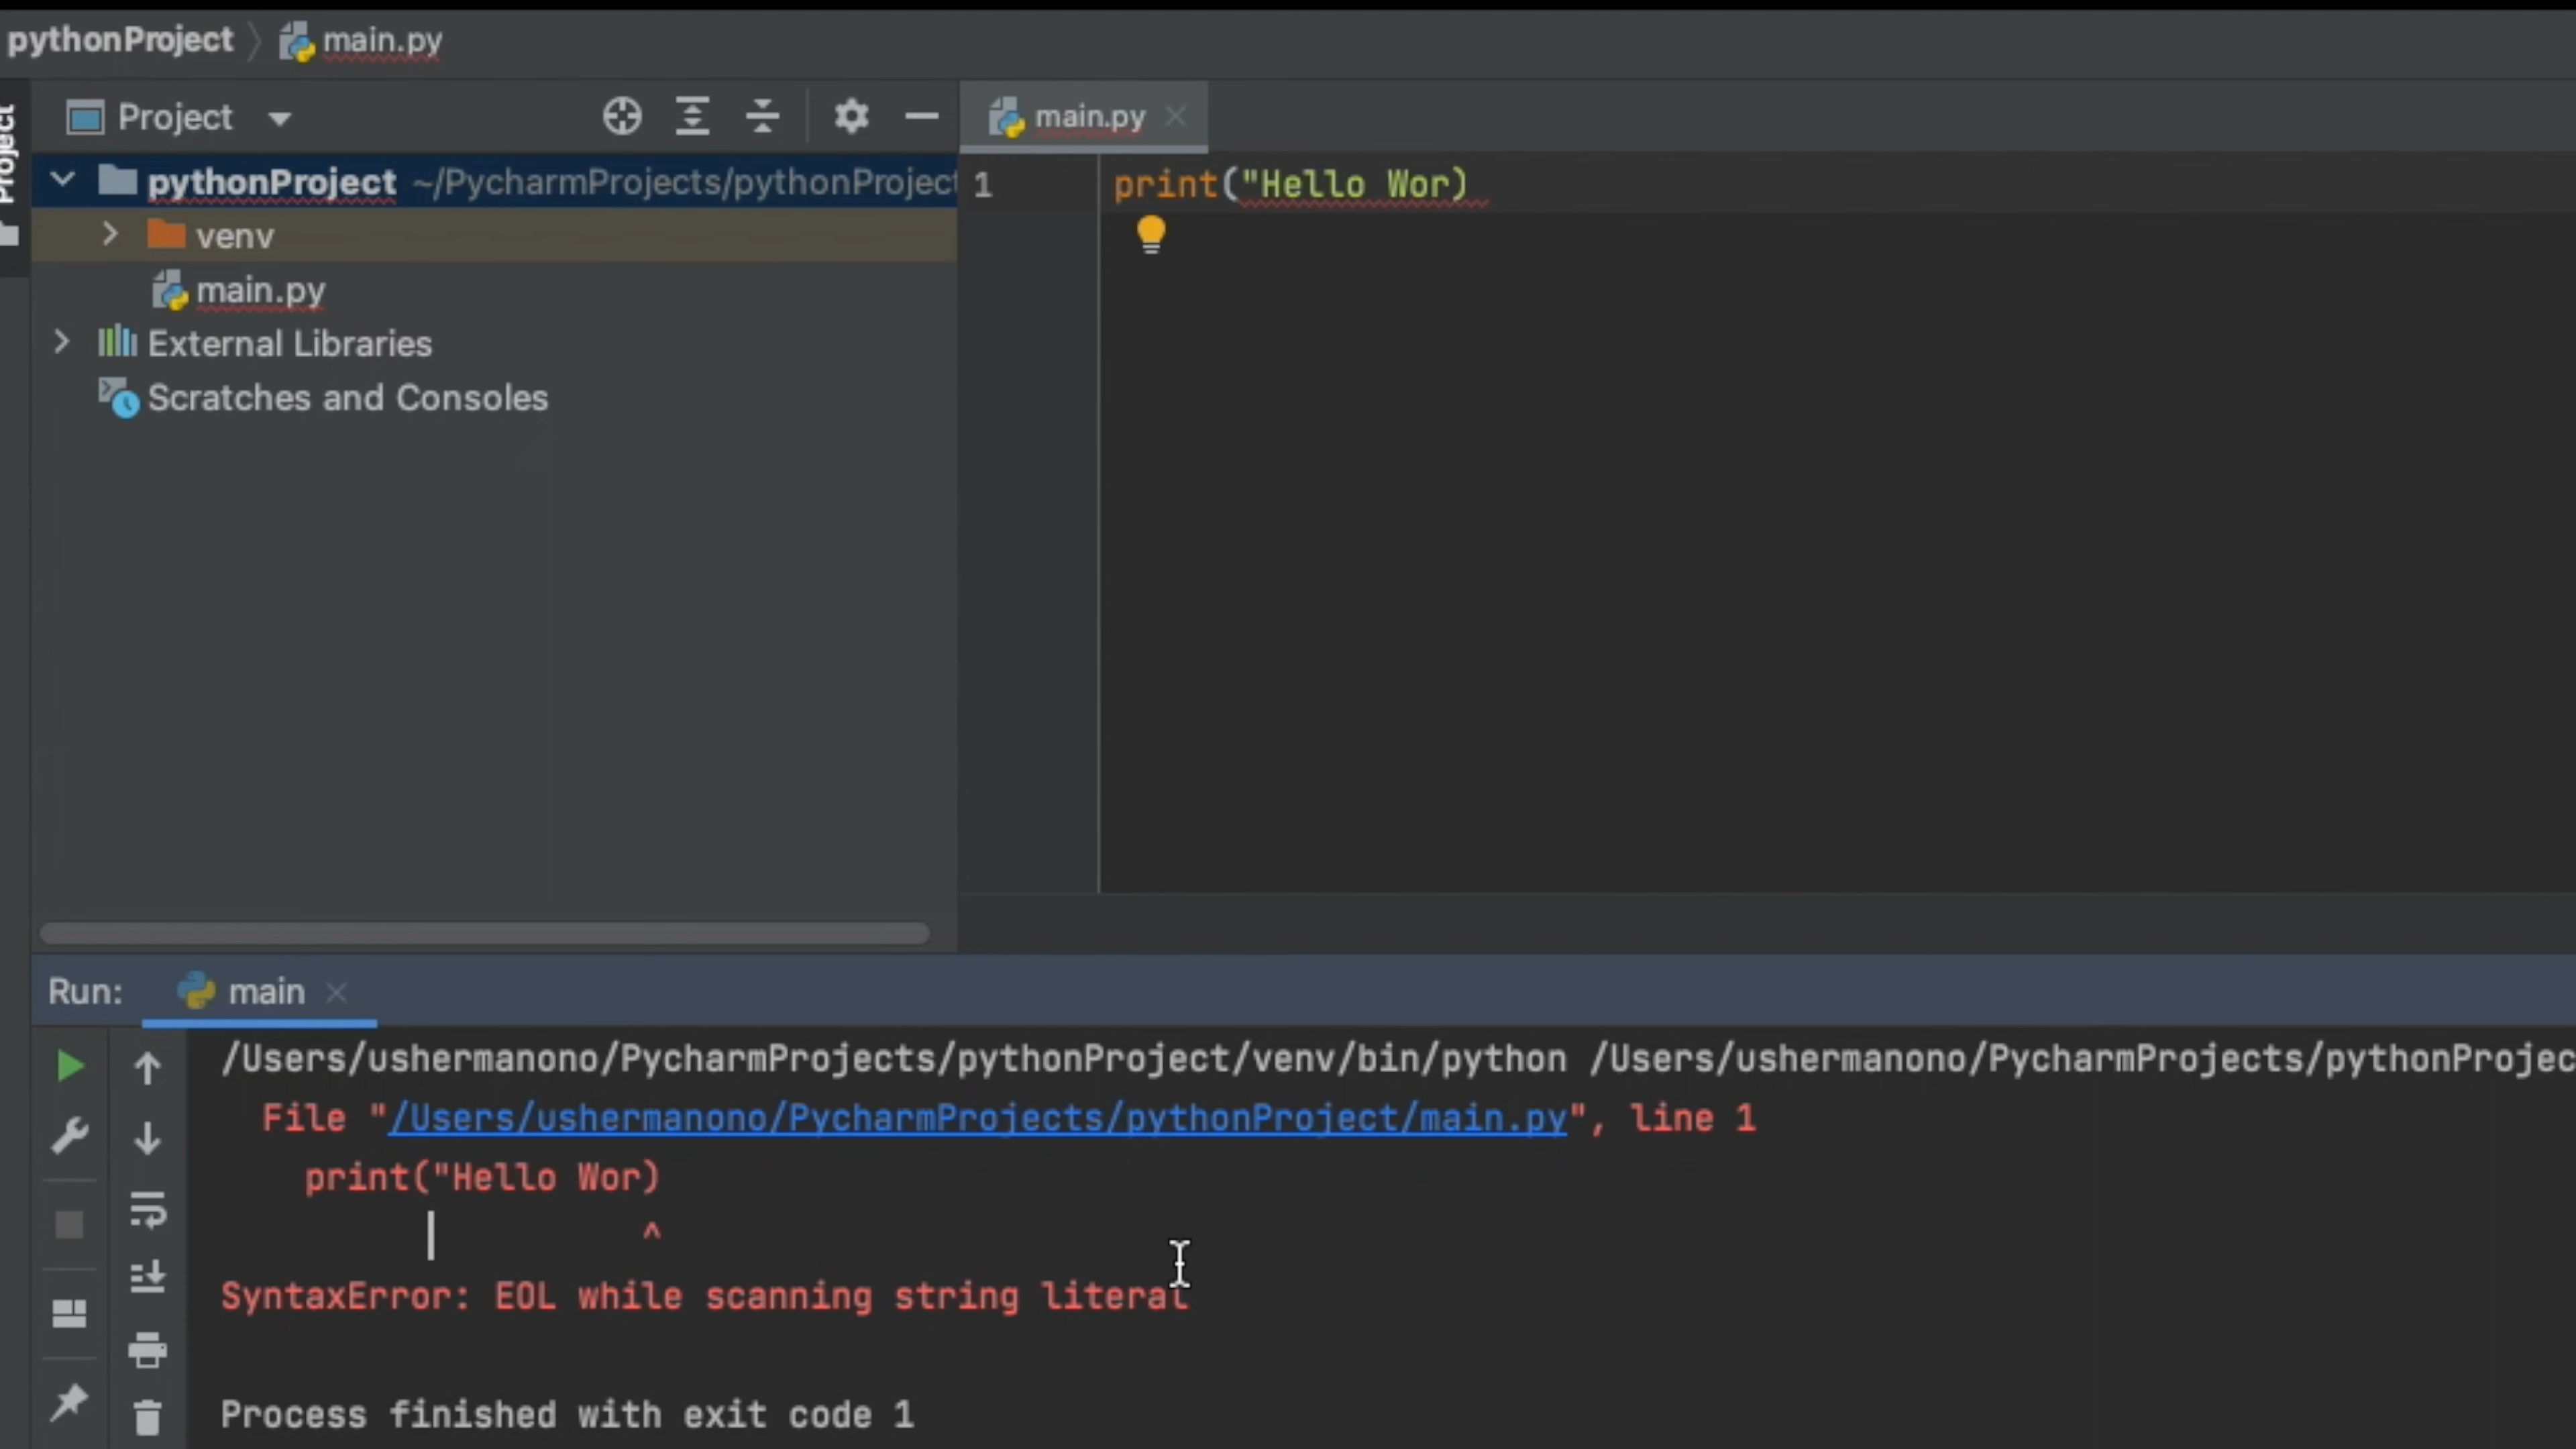 pythonProject main.py
Project
Project
main.py
pythonProject ~/PycharmProjects/pythonProject
venv
main.py
External Libraries
Scratches and Consoles
1 print("Hello Wor)
Run: main
/Users/ushermanono/PycharmProjects/pythonProject/venv/bin/python /Users/ushermanono/PycharmProjects/pythonProjec
File "/Users/ushermanono/PycharmProjects/pythonProject/main.py", line 1
print("Hello Wor)
^
SyntaxError: EOL while scanning string literal
Process finished with exit code 1